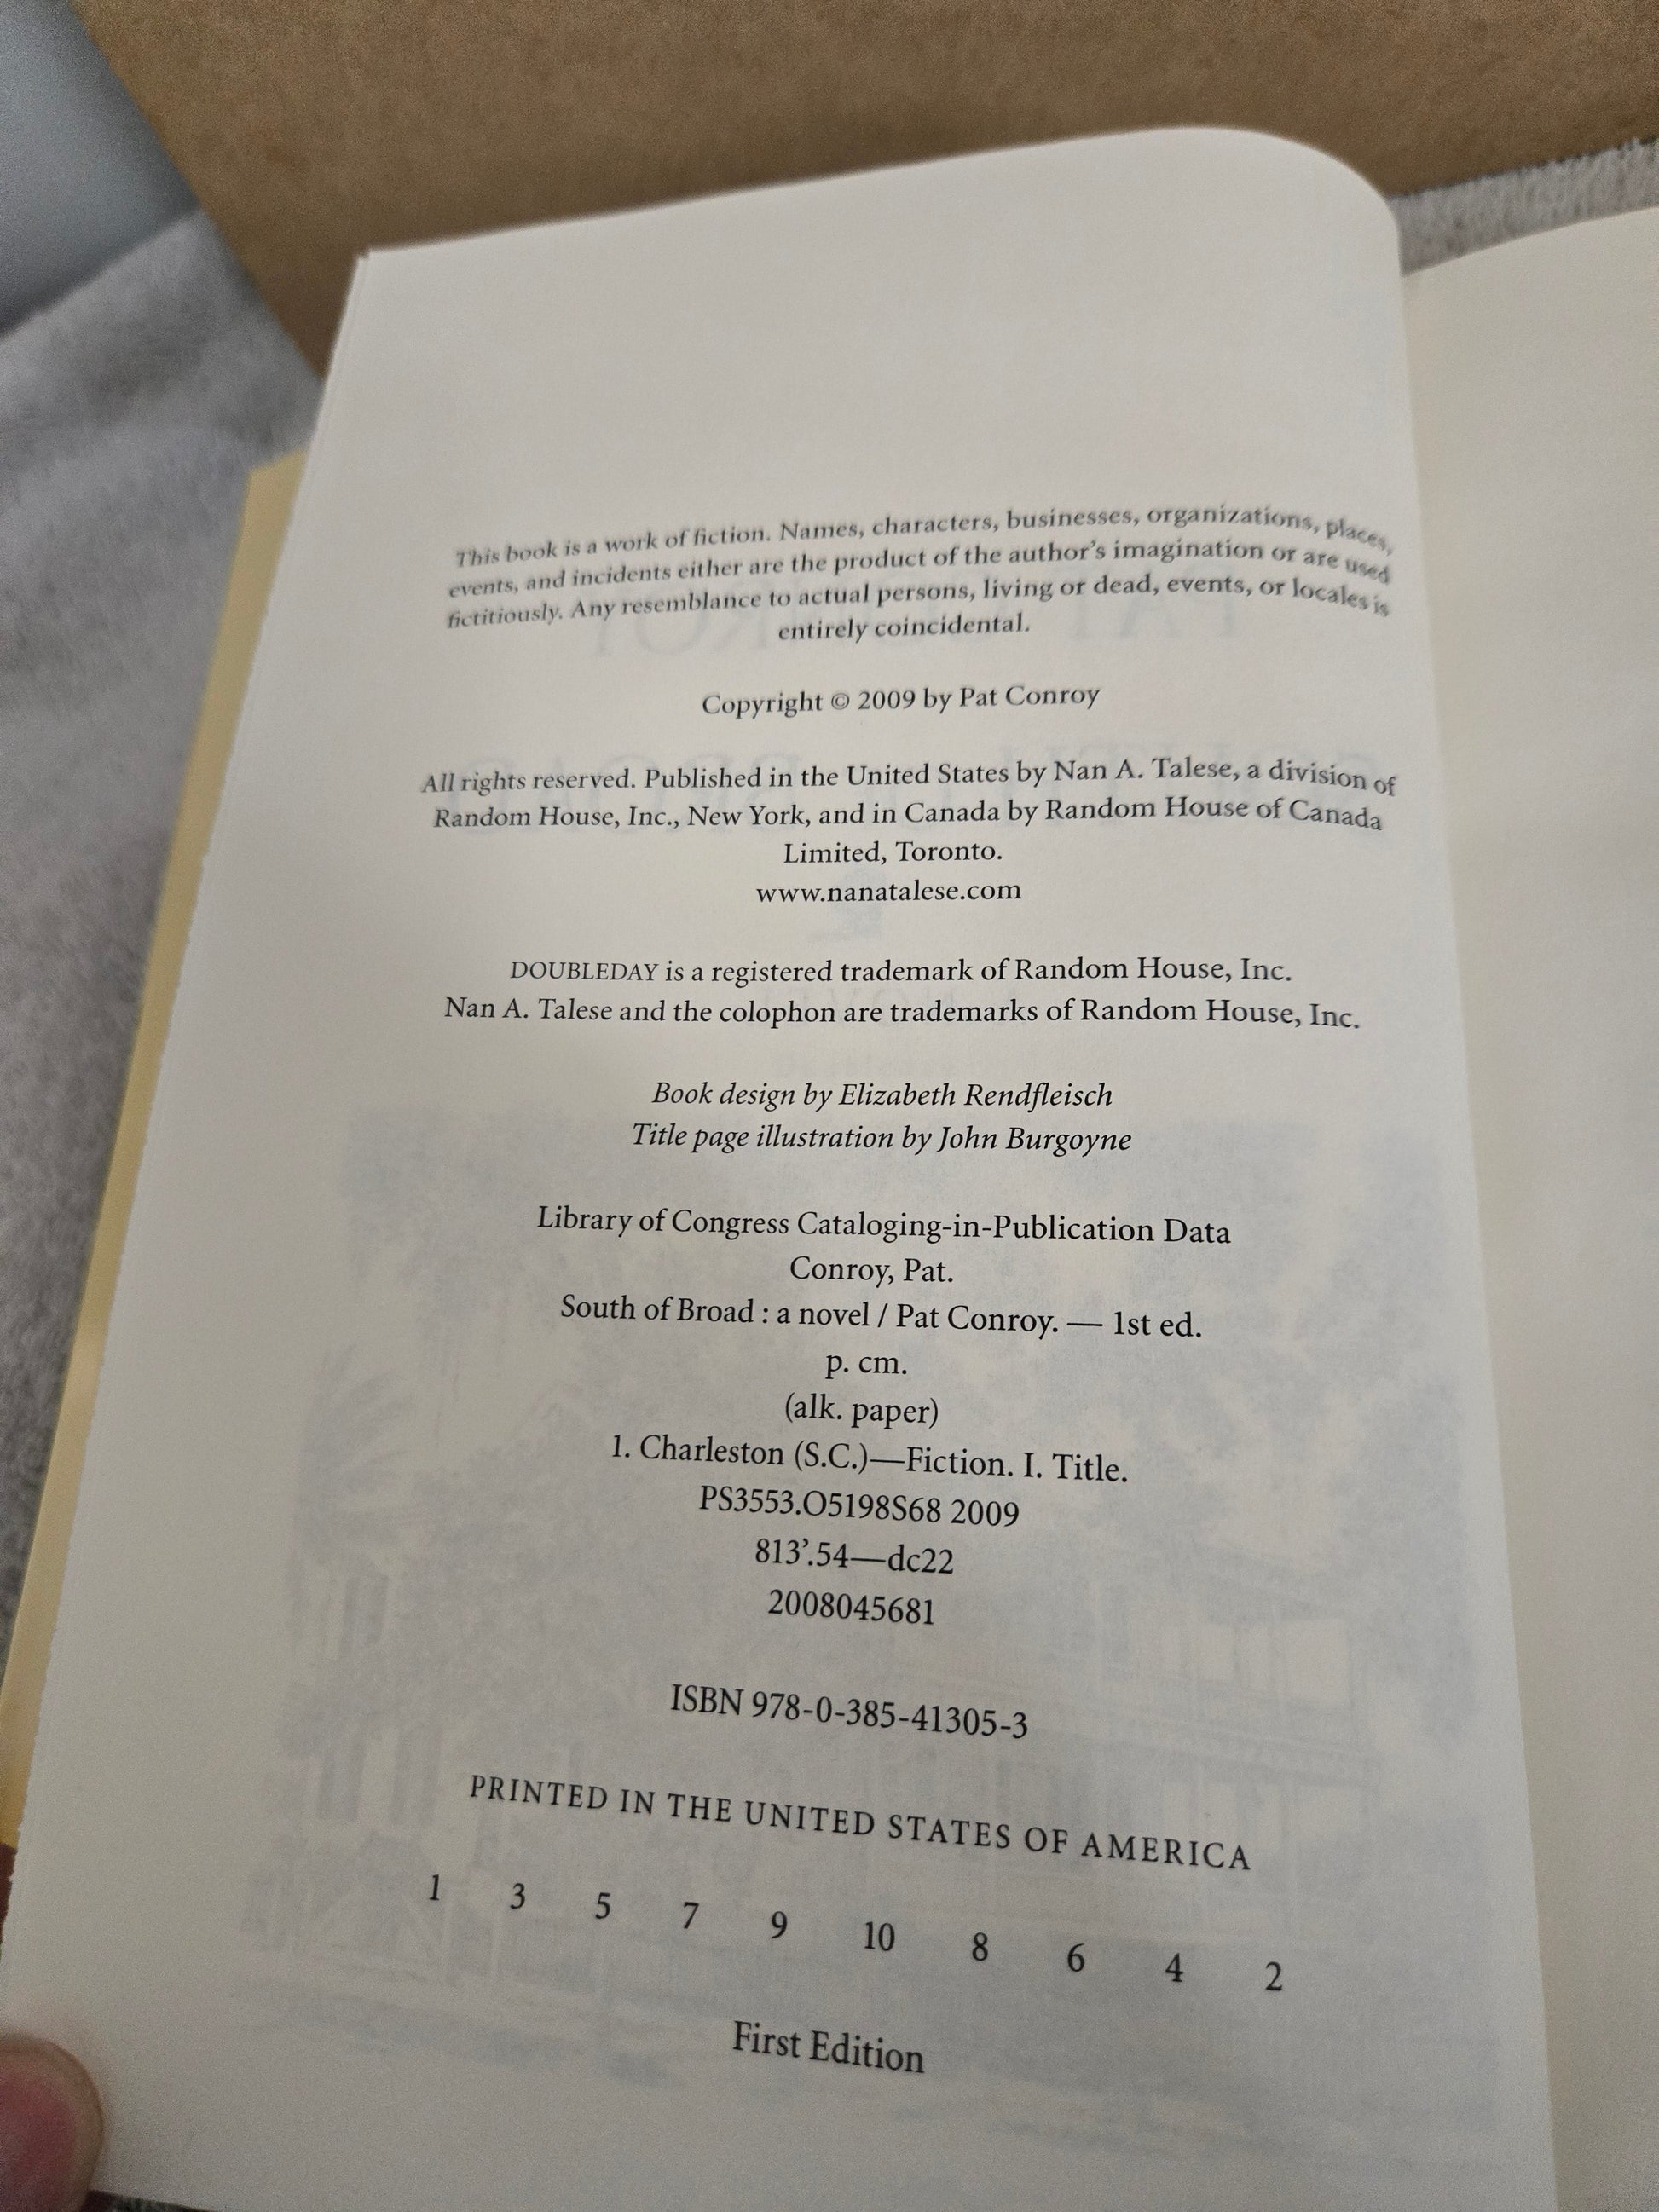 This book is a work of fiction. Names, characters, businesses, organizations, places,
events, and incidents either are the product of the author's imagination or are used
fictitiously. Any resemblance to actual persons, living or dead, events, or locales is
entirely coincidental.
Copyright © 2009 by Pat Conroy
All rights reserved. Published in the United States by Nan A. Talese, a division of
Random House, Inc., New York, and in Canada by Random House of Canada
Limited, Toronto.
www.nanatalese.com
DOUBLEDAY is a registered trademark of Random House, Inc.
Nan A. Talese and the colophon are trademarks of Random House, Inc.
Book design by Elizabeth Rendfleisch
Title page illustration by John Burgoyne
Library of Congress Cataloging-in-Publication Data
Conroy, Pat.
South of Broad : a novel / Pat Conroy. — 1st ed.
p. cm.
(alk. paper)
1. Charleston (S.C.)—Fiction. I. Title.
PS3553.O5198S68 2009
813’.54—dc22
2008045681
ISBN 978-0-385-41305-3
PRINTED IN THE UNITED STATES OF AMERICA
1 3 5 7 9 10 8 6 4 2
First Edition